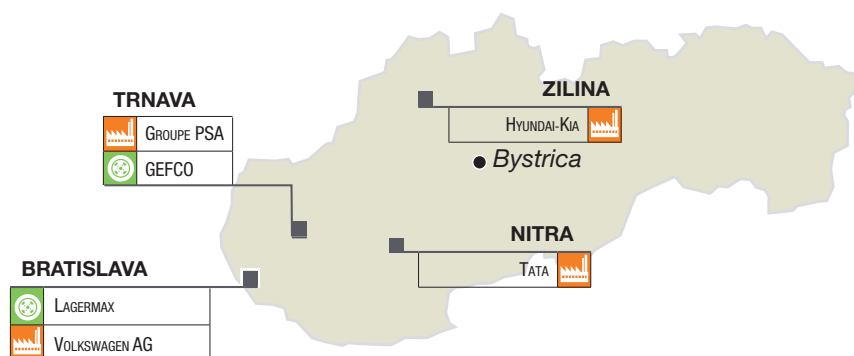 TRNAVA
GROUPE PSA
GEFCO
ZILINA
HYUNDAI-KIA
Bystrica
NITRA
TATA
BRATISLAVA
LAGERMAX
VOLKSWAGEN AG